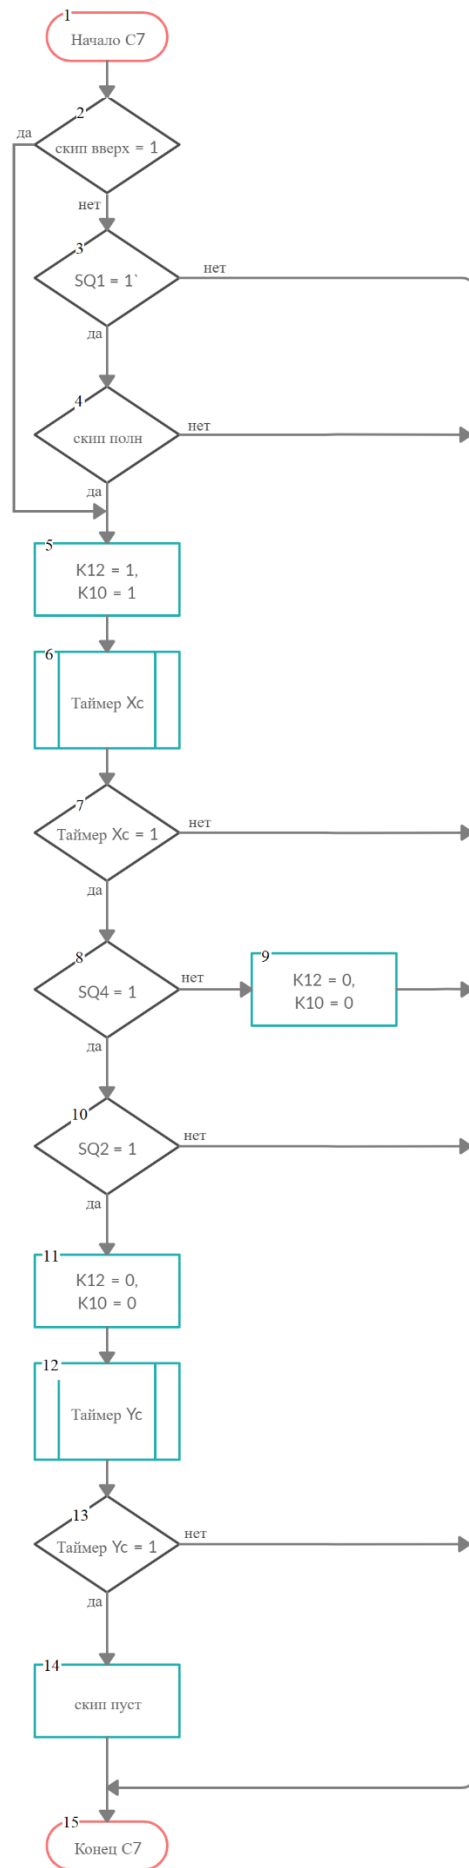 1
Начало С7
2
да
скип вверх = 1
нет
3
нет
SQ1 = 1`
да
4
нет
скип полн
да
5
K12 = 1,
K10 = 1
6
Таймер Xc
7
нет
Таймер Xc = 1
да
8
нет
SQ4 = 1
9
K12 = 0,
K10 = 0
да
10
нет
SQ2 = 1
да
11
K12 = 0,
K10 = 0
12
Таймер Yc
13
нет
Таймер Yc = 1
да
14
скип пуст
15
Конец С7